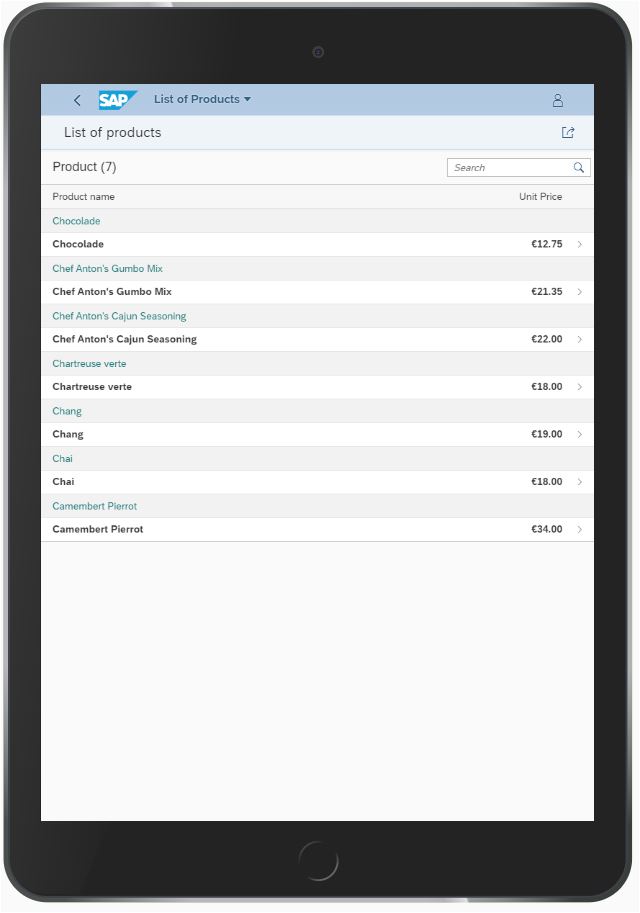 SAP List of Products
List of products
Product (7) Search
Product name Unit Price
Chocolade
Chocolade €12.75
Chef Anton's Gumbo Mix
Chef Anton's Gumbo Mix €21.35
Chef Anton's Cajun Seasoning
Chef Anton's Cajun Seasoning €22.00
Chartreuse verte
Chartreuse verte €18.00
Chang
Chang €19.00
Chai
Chai €18.00
Camembert Pierrot
Camembert Pierrot €34.00